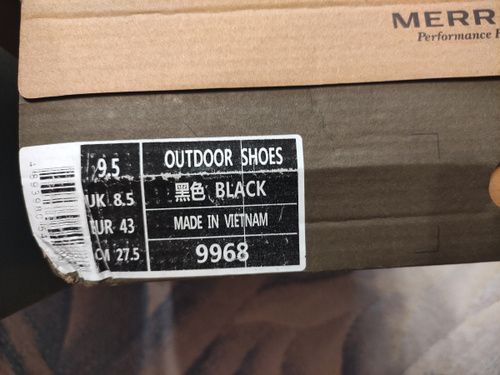 MERR
Performance
9.5
UK 8.5
EUR 43
CM 27.5
OUTDOOR SHOES
黑色 BLACK
MADE IN VIETNAM
9968